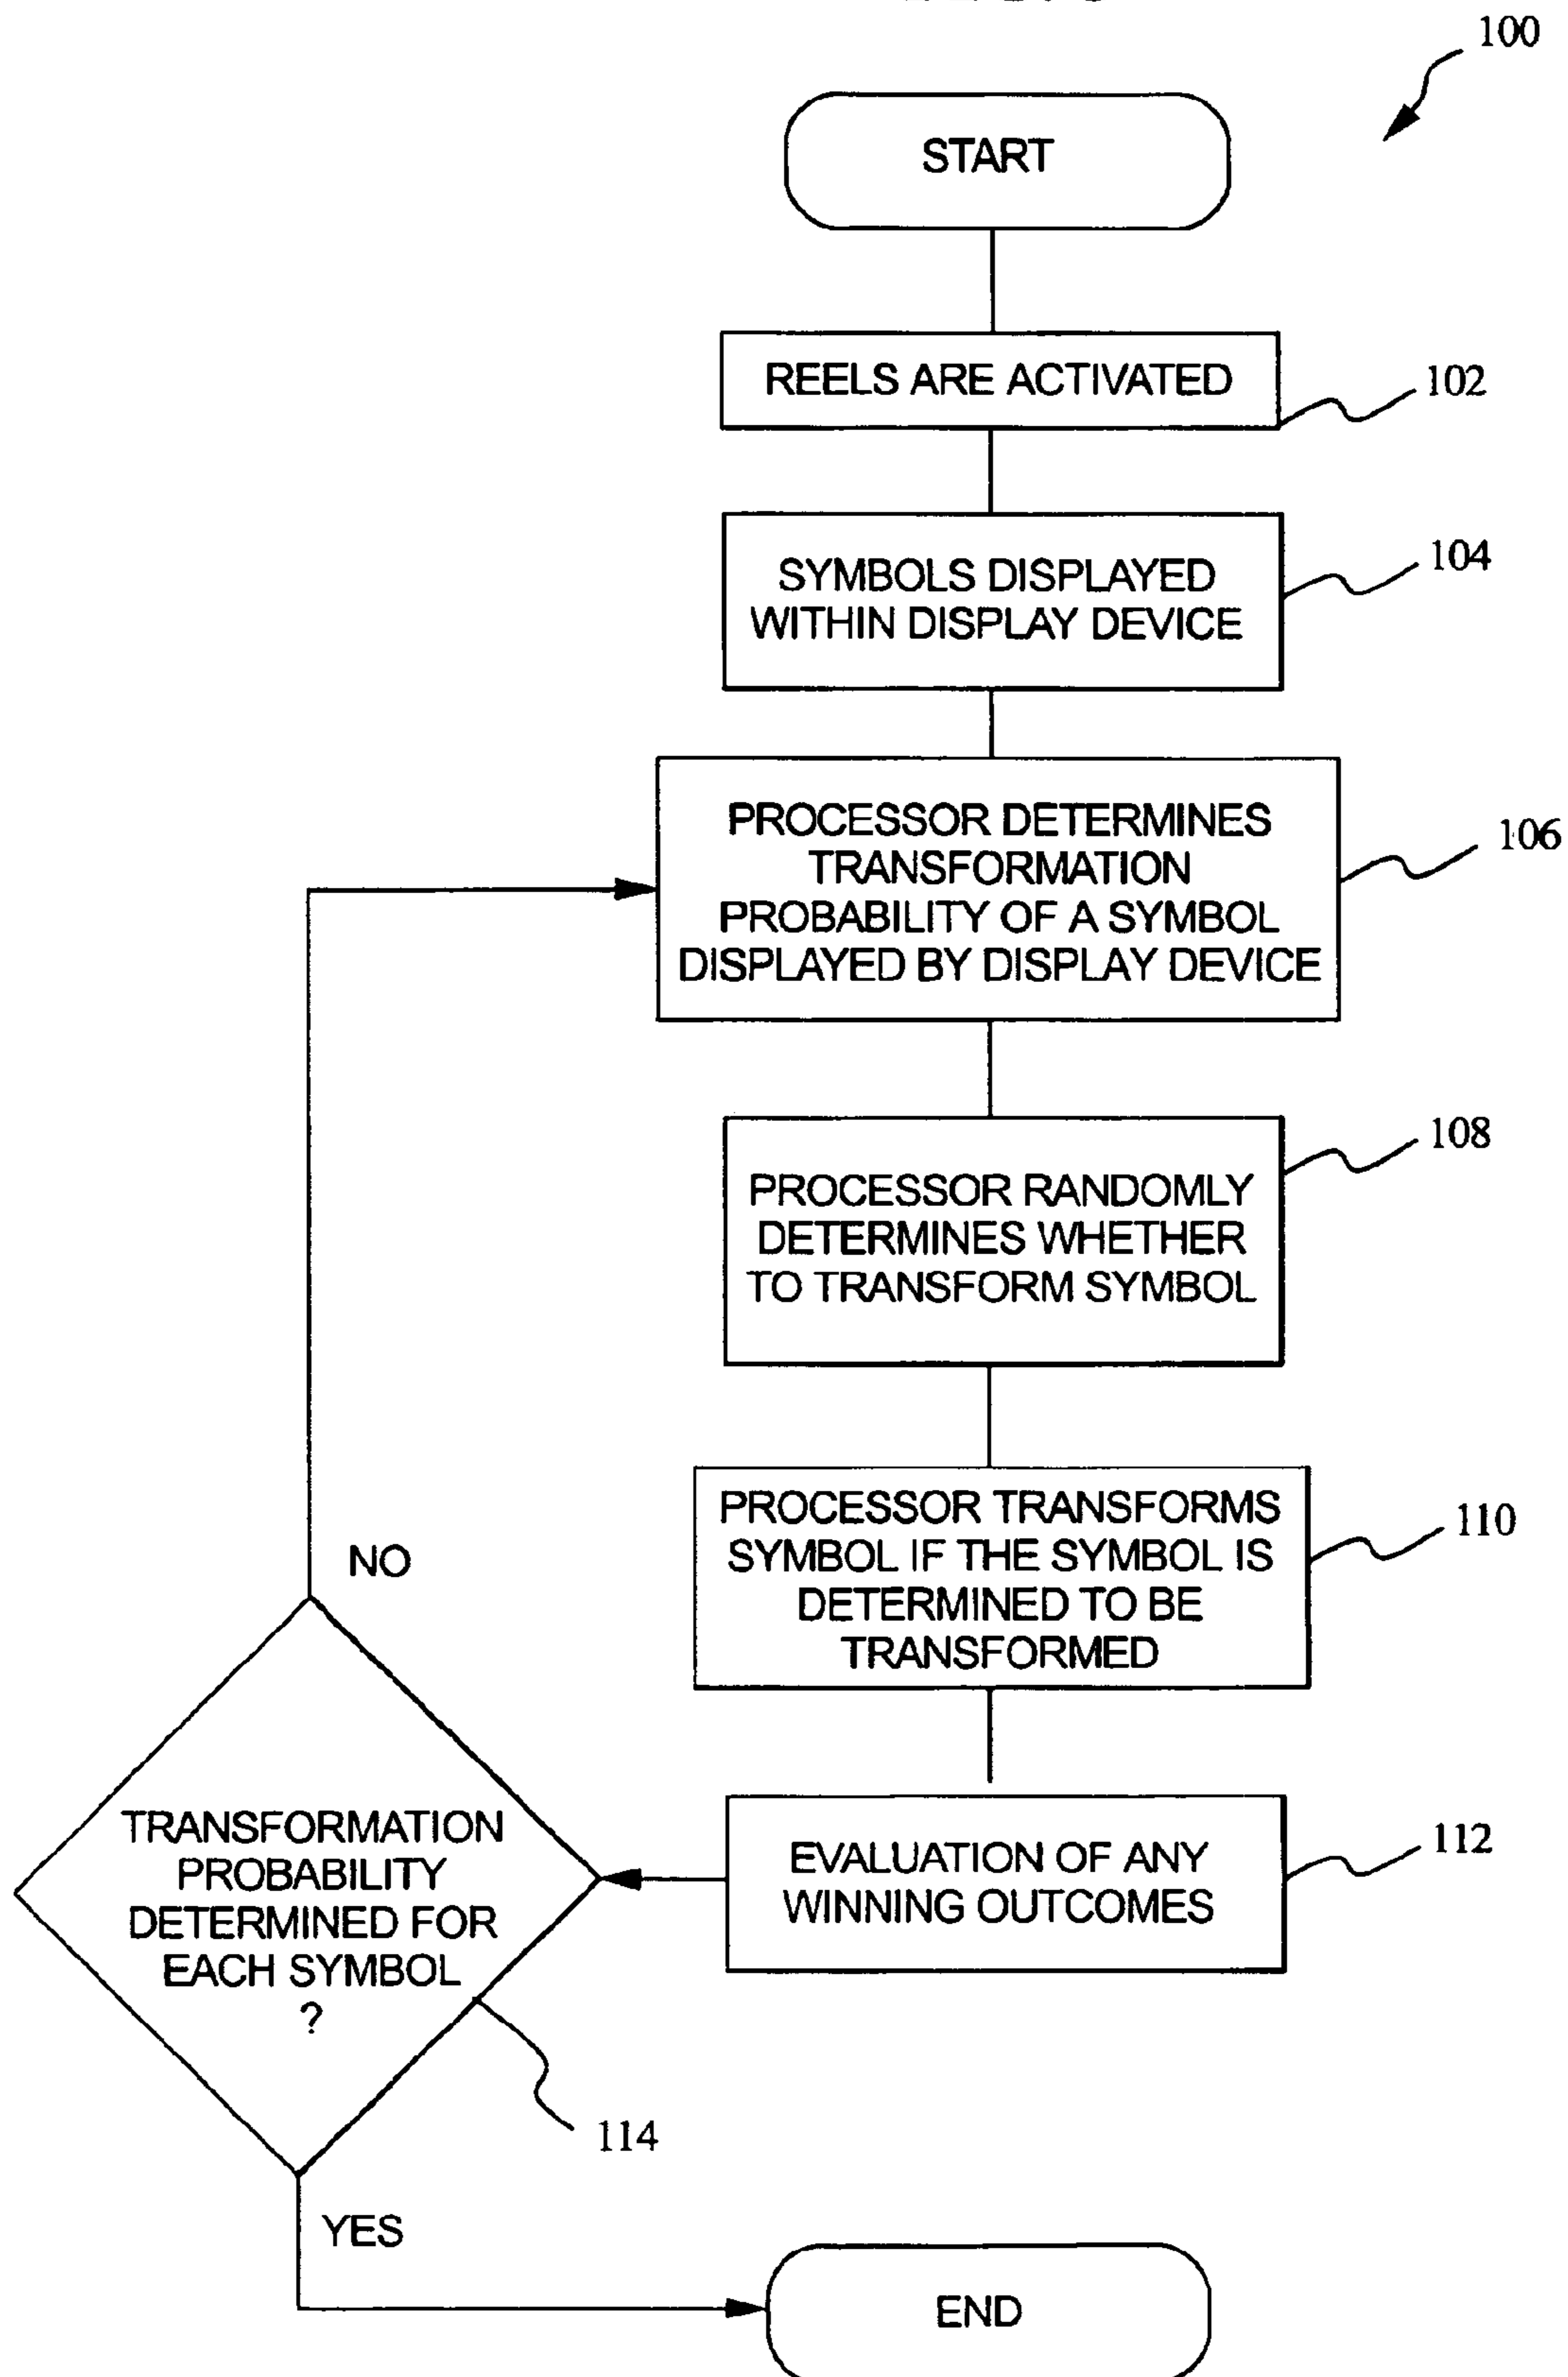 100
START
REELS ARE ACTIVATED
102
SYMBOLS DISPLAYED
WITHIN DISPLAY DEVICE
104
PROCESSOR DETERMINES
TRANSFORMATION
PROBABILITY OF A SYMBOL
DISPLAYED BY DISPLAY DEVICE
106
PROCESSOR RANDOMLY
DETERMINES WHETHER
TO TRANSFORM SYMBOL
108
PROCESSOR TRANSFORMS
SYMBOL IF THE SYMBOL IS
DETERMINED TO BE
TRANSFORMED
110
NO
EVALUATION OF ANY
WINNING OUTCOMES
112
TRANSFORMATION
PROBABILITY
DETERMINED FOR
EACH SYMBOL
?
114
YES
END